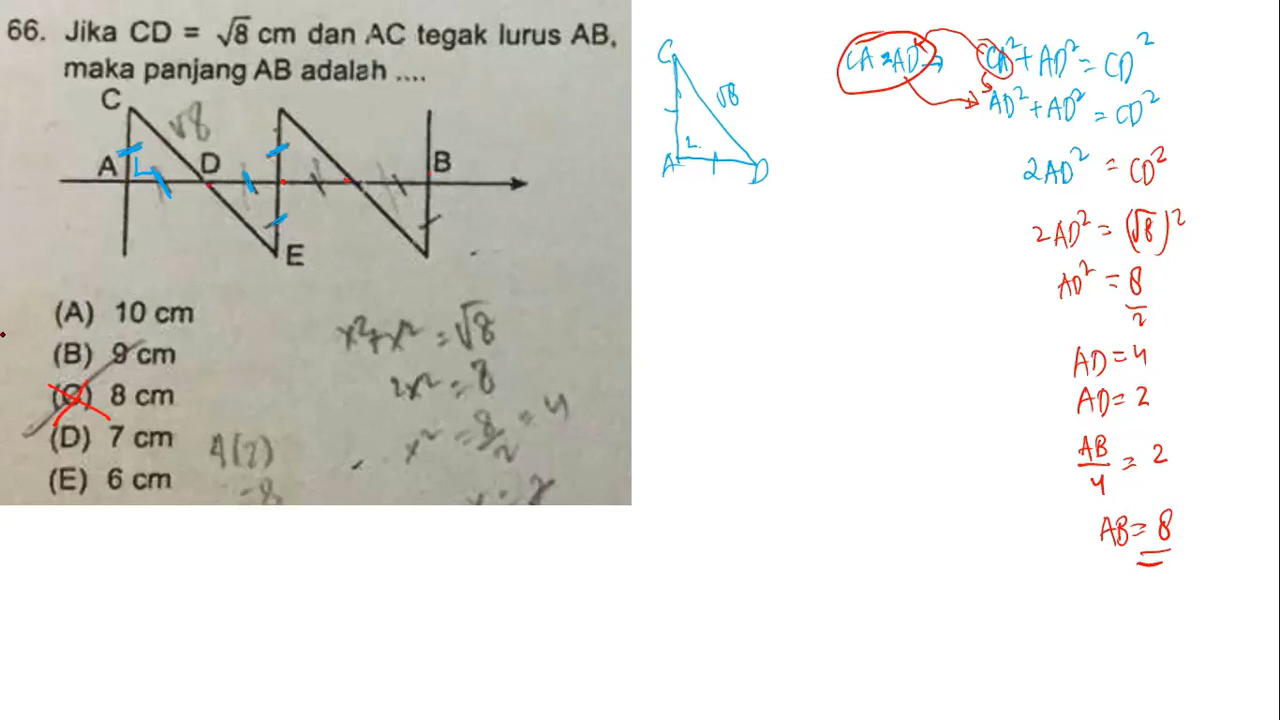 66. Jika CD = √8 cm dan AC tegak lurus AB,
maka panjang AB adalah ....
C
√8
A
D
B
E
(A) 10 cm
(B) 9 cm
(C) 8 cm
(D) 7 cm
(E) 6 cm
x²+x² = √8
2x² = 8
x² = 8/2 = 4
4(2)
=8
C
√8
A
D
CA = AD → CA² + AD² = CD²
AD² + AD² = CD²
2AD² = CD²
2AD² = (√8)²
AD² = 8/2
AD = 4
AD = 2
AB/4 = 2
AB = 8